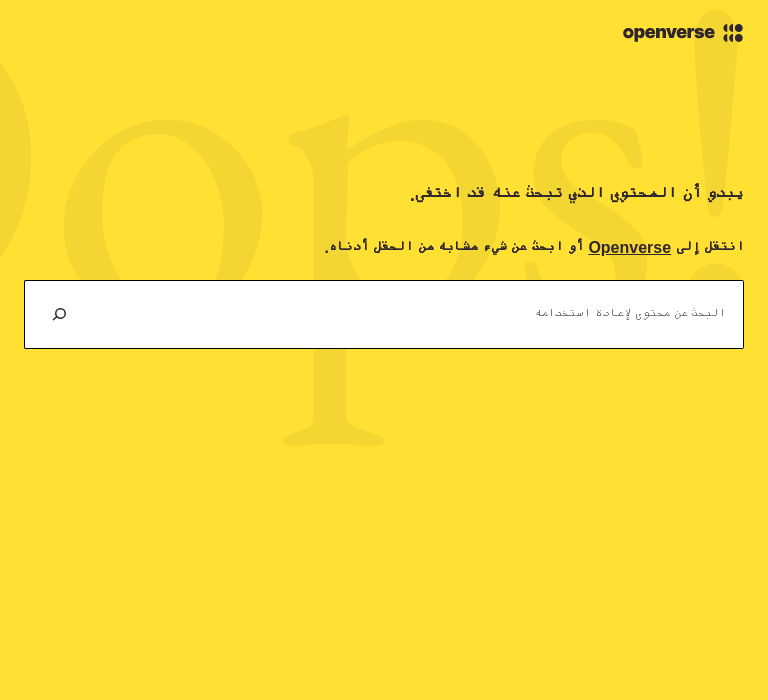 openverse
Oops!
يبدو أن المحتوى الذي تبحث عنه قد اختفى.
انتقل إلى Openverse أو ابحث عن شيء مشابه من الحقل أدناه.
البحث عن محتوى لإعادة استخدامه